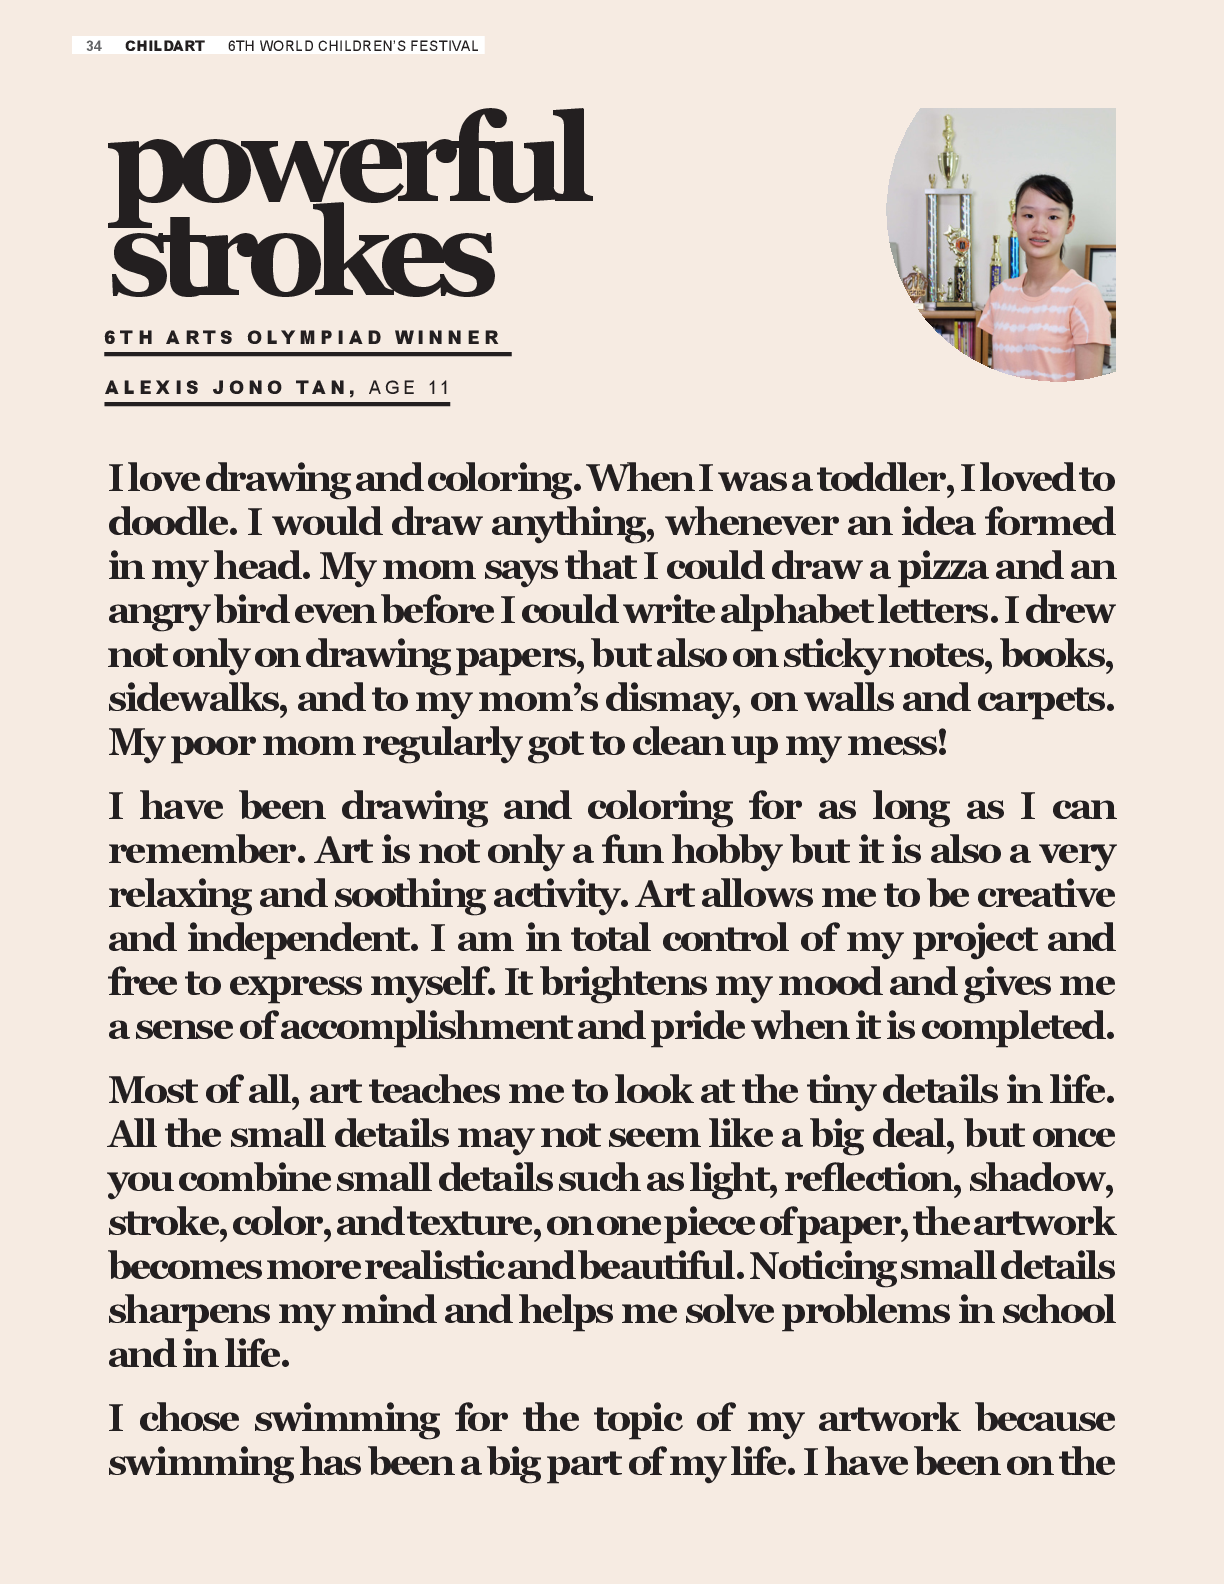 34 CHILDART 6TH WORLD CHILDREN'S FESTIVAL
powerful
strokes
6TH ARTS OLYMPIAD WINNER
ALEXIS JONO TAN, AGE 11
I love drawing and coloring. When I was a toddler, I loved to
doodle. I would draw anything, whenever an idea formed
in my head. My mom says that I could draw a pizza and an
angry bird even before I could write alphabet letters. I drew
not only on drawing papers, but also on sticky notes, books,
sidewalks, and to my mom’s dismay, on walls and carpets.
My poor mom regularly got to clean up my mess!
I have been drawing and coloring for as long as I can
remember. Art is not only a fun hobby but it is also a very
relaxing and soothing activity. Art allows me to be creative
and independent. I am in total control of my project and
free to express myself. It brightens my mood and gives me
a sense of accomplishment and pride when it is completed.
Most of all, art teaches me to look at the tiny details in life.
All the small details may not seem like a big deal, but once
you combine small details such as light, reflection, shadow,
stroke, color, and texture, on one piece of paper, the artwork
becomes more realistic and beautiful. Noticing small details
sharpens my mind and helps me solve problems in school
and in life.
I chose swimming for the topic of my artwork because
swimming has been a big part of my life. I have been on the